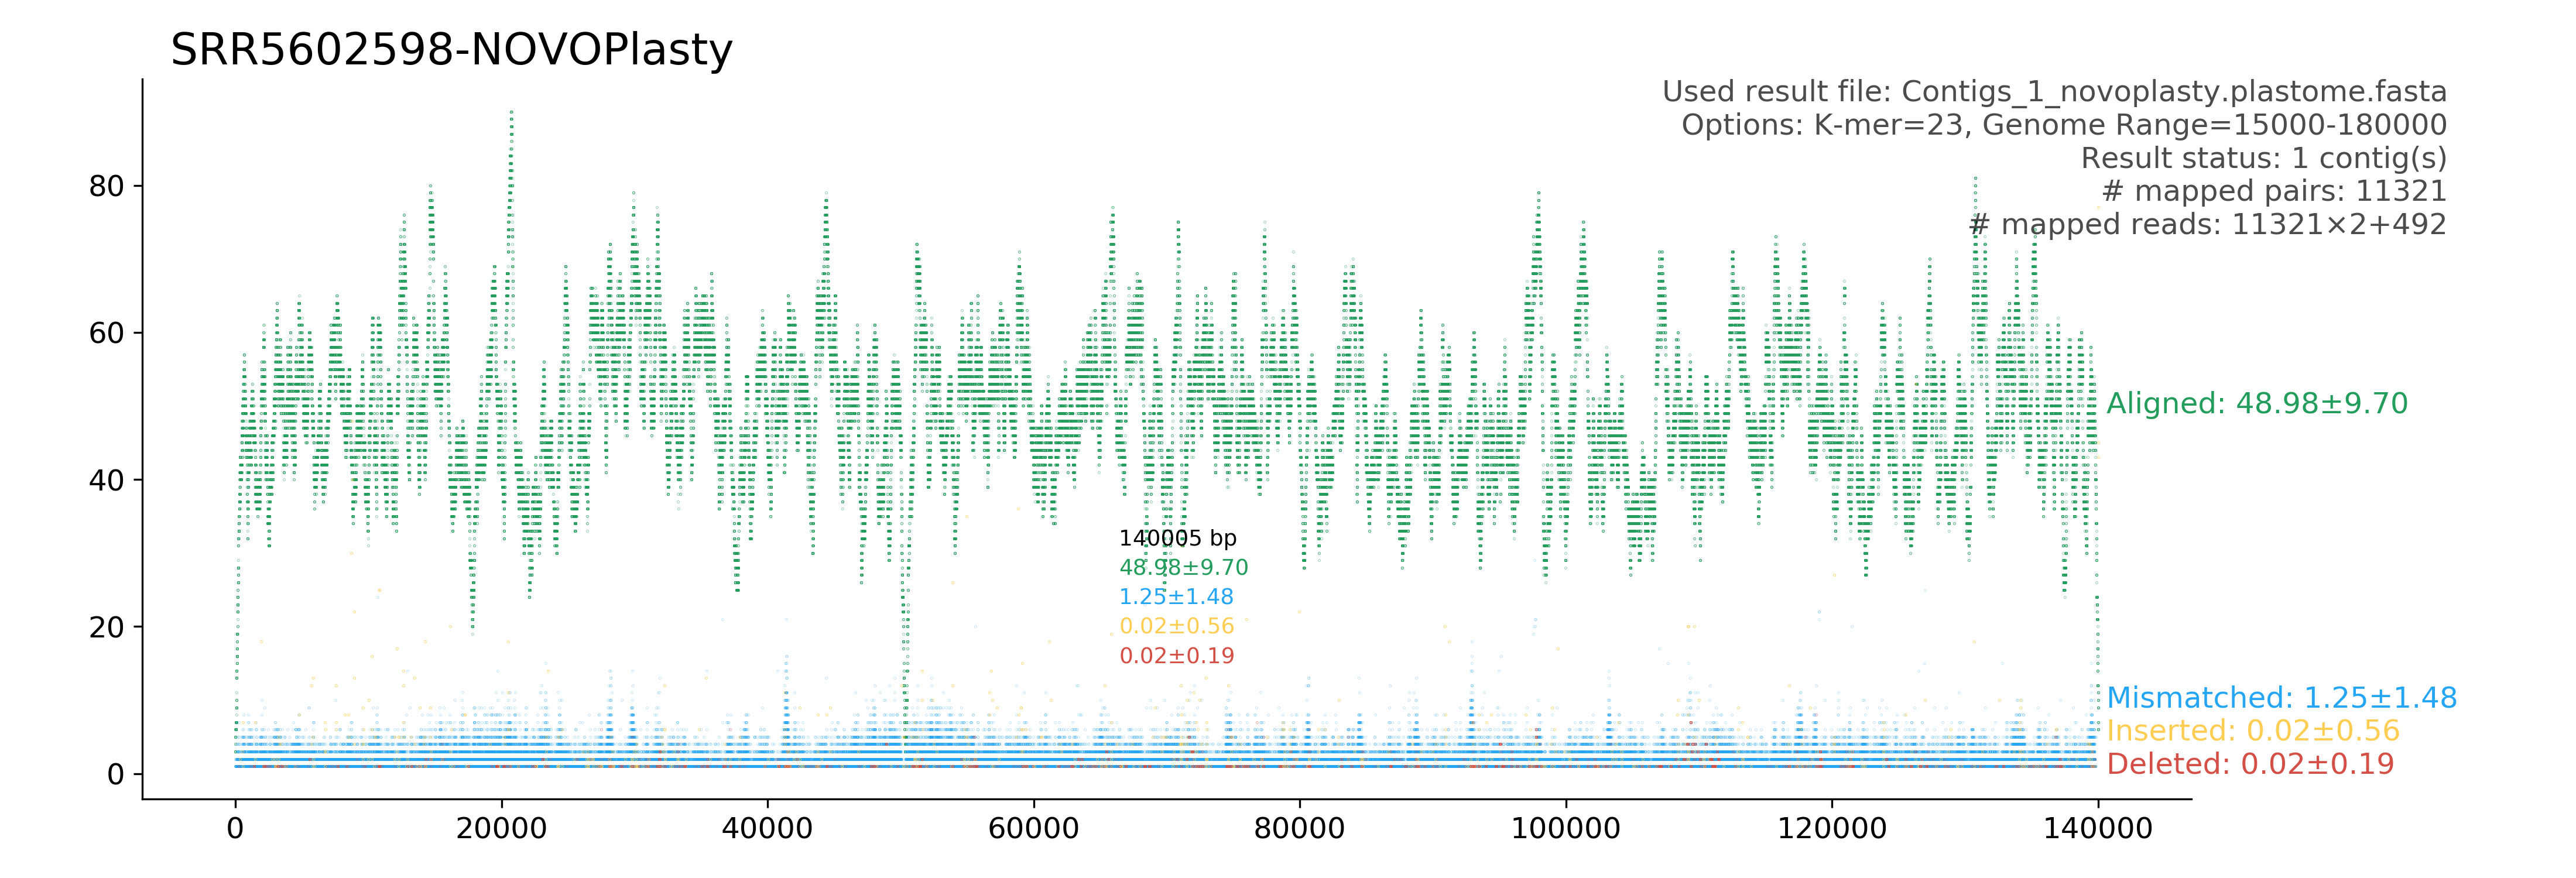 SRR5602598-NOVOPlasty
Used result file: Contigs_1_novoplasty.plastome.fasta
Options: K-mer=23, Genome Range=15000-180000
Result status: 1 contig(s)
# mapped pairs: 11321
# mapped reads: 11321×2+492
80
60
40
20
0
140005 bp
48.98±9.70
1.25±1.48
0.02±0.56
0.02±0.19
Aligned: 48.98±9.70
Mismatched: 1.25±1.48
Inserted: 0.02±0.56
Deleted: 0.02±0.19
0 20000 40000 60000 80000 100000 120000 140000